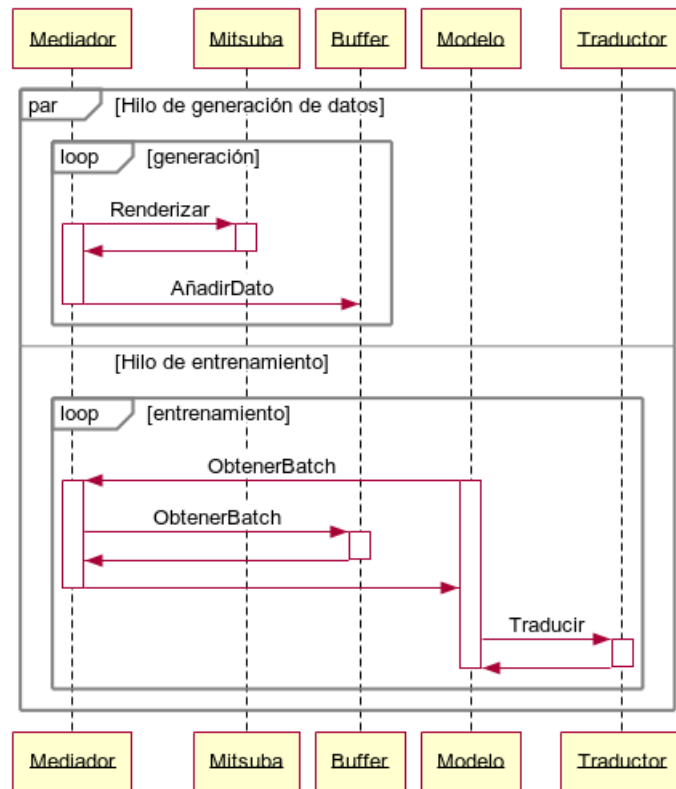 Mediador
Mitsuba
Buffer
Modelo
Traductor
par
[Hilo de generación de datos]
loop
[generación]
Renderizar
AñadirDato
[Hilo de entrenamiento]
loop
[entrenamiento]
ObtenerBatch
ObtenerBatch
Traducir
Mediador
Mitsuba
Buffer
Modelo
Traductor